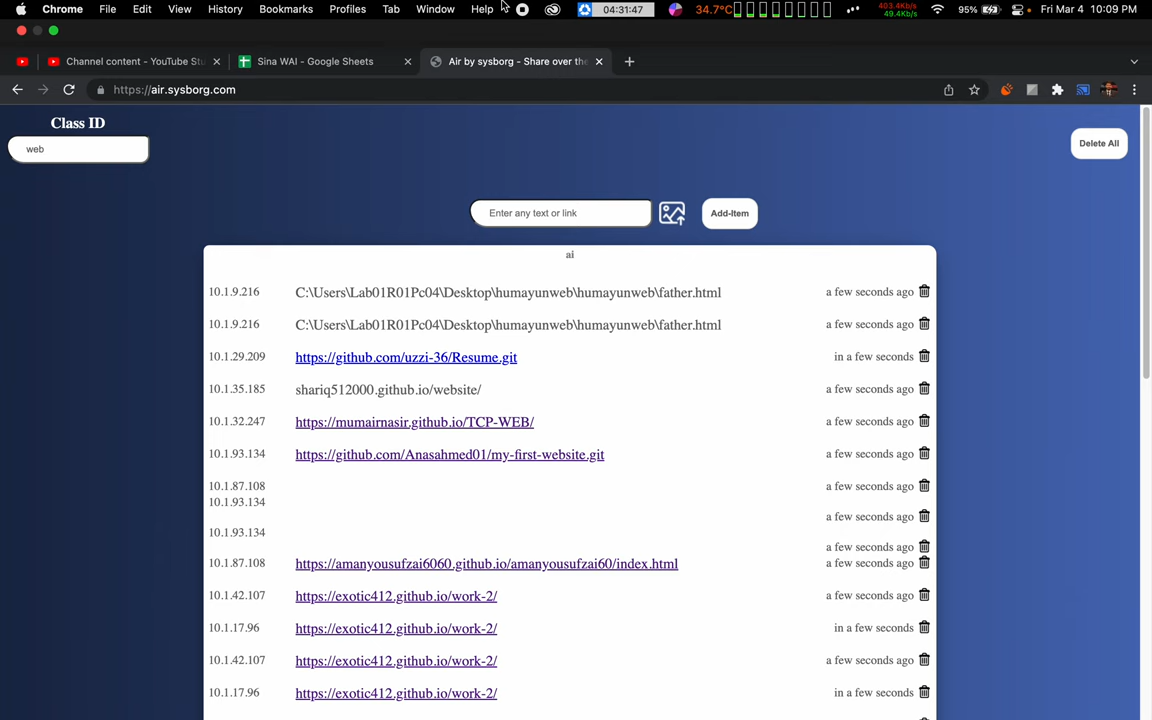 Chrome File Edit View History Bookmarks Profiles Tab Window Help 04:31:47 34.7°C 403.4Kb/s 49.4Kb/s 95% Fri Mar 4 10:09 PM
Channel content - YouTube Stu Sina WAI - Google Sheets Air by sysborg - Share over the
https://air.sysborg.com
Class ID
web
Delete All
Enter any text or link
Add-Item
ai
10.1.9.216 C:\Users\Lab01R01Pc04\Desktop\humayunweb\humayunweb\father.html a few seconds ago
10.1.9.216 C:\Users\Lab01R01Pc04\Desktop\humayunweb\humayunweb\father.html a few seconds ago
10.1.29.209 https://github.com/uzzi-36/Resume.git in a few seconds
10.1.35.185 shariq512000.github.io/website/ a few seconds ago
10.1.32.247 https://mumairnasir.github.io/TCP-WEB/ a few seconds ago
10.1.93.134 https://github.com/Anasahmed01/my-first-website.git a few seconds ago
10.1.87.108 a few seconds ago
10.1.93.134
a few seconds ago
10.1.93.134
a few seconds ago
10.1.87.108 https://amanyousufzai6060.github.io/amanyousufzai60/index.html a few seconds ago
10.1.42.107 https://exotic412.github.io/work-2/ a few seconds ago
10.1.17.96 https://exotic412.github.io/work-2/ in a few seconds
10.1.42.107 https://exotic412.github.io/work-2/ a few seconds ago
10.1.17.96 https://exotic412.github.io/work-2/ in a few seconds